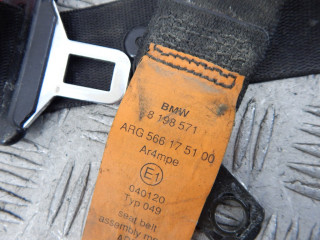 BMW
8 198 571
ARG 566 17 51 00
Ar4mpe
E1
040120
Typ 049
seat belt
assembly